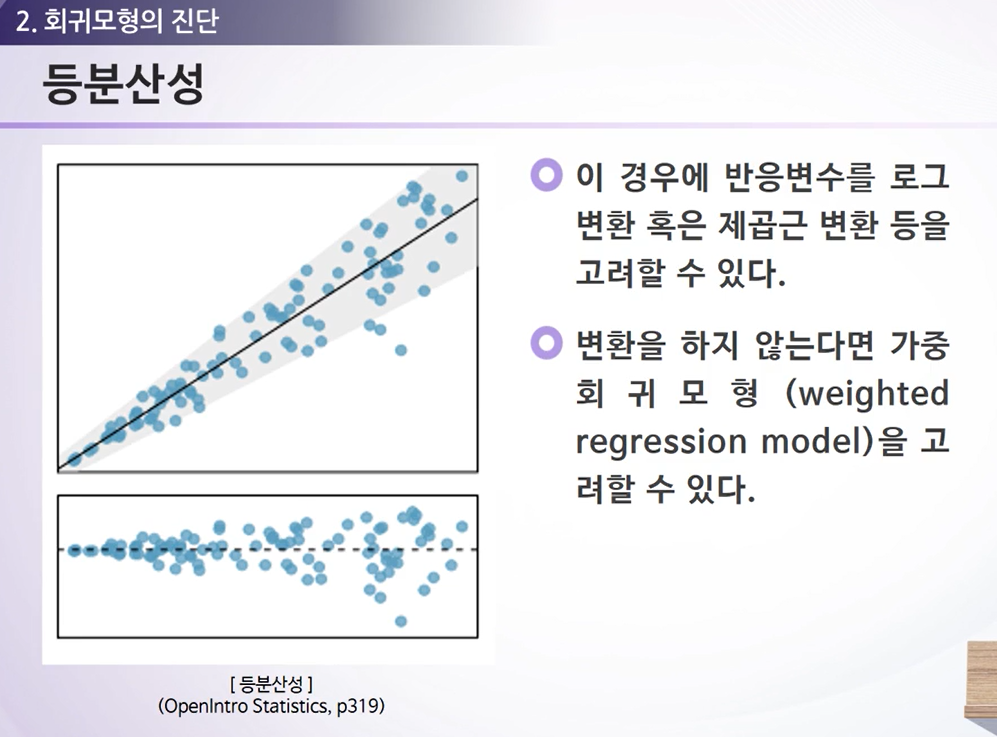 2. 회귀모형의 진단
등분산성
이 경우에 반응변수를 로그
변환 혹은 제곱근 변환 등을
고려할 수 있다.
변환을 하지 않는다면 가중
회귀모형(weighted
regression model)을 고
려할 수 있다.
[ 등분산성 ]
(OpenIntro Statistics, p319)